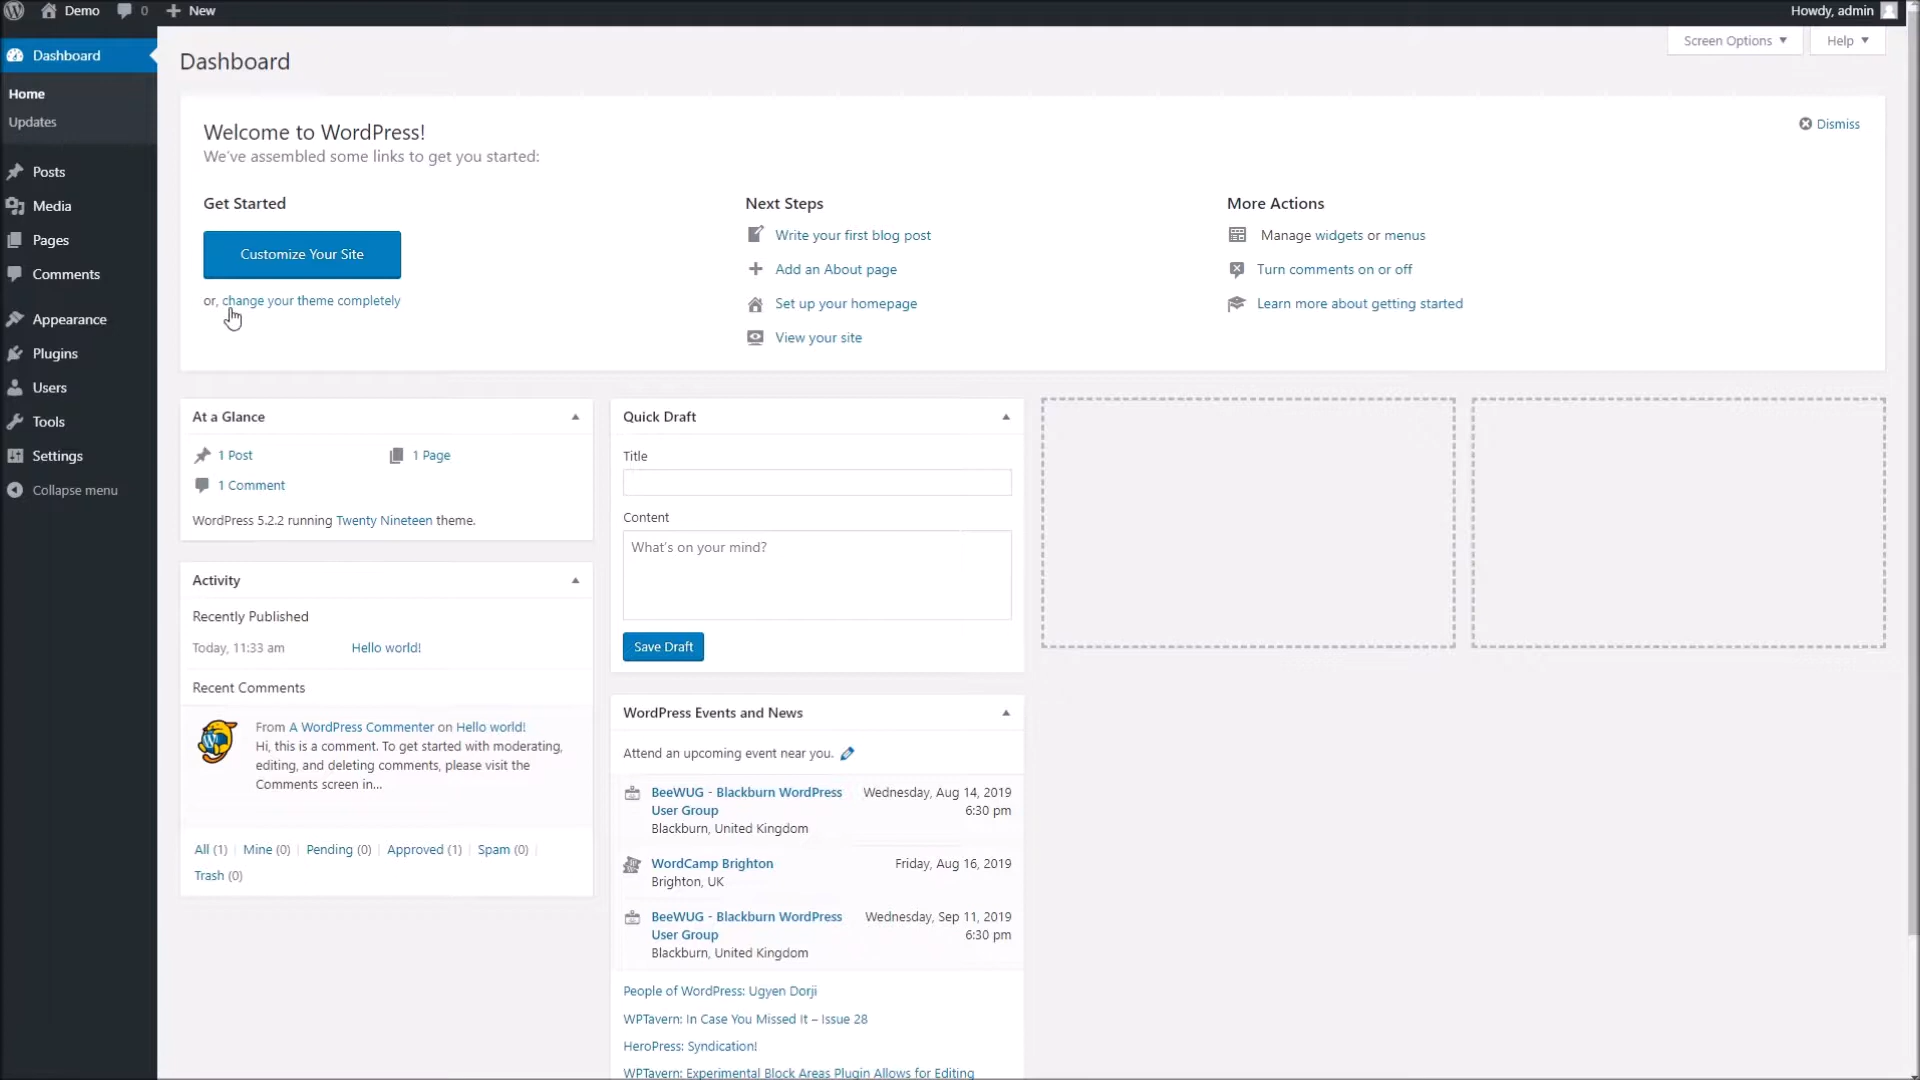 Demo 0 New Howdy, admin
Dashboard
Home
Updates
Posts
Media
Pages
Comments
Appearance
Plugins
Users
Tools
Settings
Collapse menu
Screen Options Help
Dashboard
Welcome to WordPress!
We've assembled some links to get you started:
Dismiss
Get Started
Customize Your Site
or, change your theme completely
Next Steps
Write your first blog post
Add an About page
Set up your homepage
View your site
More Actions
Manage widgets or menus
Turn comments on or off
Learn more about getting started
At a Glance
1 Post 1 Page
1 Comment
WordPress 5.2.2 running Twenty Nineteen theme.
Activity
Recently Published
Today, 11:33 am Hello world!
Recent Comments
From A WordPress Commenter on Hello world!
Hi, this is a comment. To get started with moderating,
editing, and deleting comments, please visit the
Comments screen in...
All (1) | Mine (0) | Pending (0) | Approved (1) | Spam (0) |
Trash (0)
Quick Draft
Title
Content
What's on your mind?
Save Draft
WordPress Events and News
Attend an upcoming event near you.
BeeWUG - Blackburn WordPress Wednesday, Aug 14, 2019
User Group 6:30 pm
Blackburn, United Kingdom
WordCamp Brighton Friday, Aug 16, 2019
Brighton, UK
BeeWUG - Blackburn WordPress Wednesday, Sep 11, 2019
User Group 6:30 pm
Blackburn, United Kingdom
People of WordPress: Ugyen Dorji
WPTavern: In Case You Missed It – Issue 28
HeroPress: Syndication!
WPTavern: Experimental Block Areas Plugin Allows for Editing